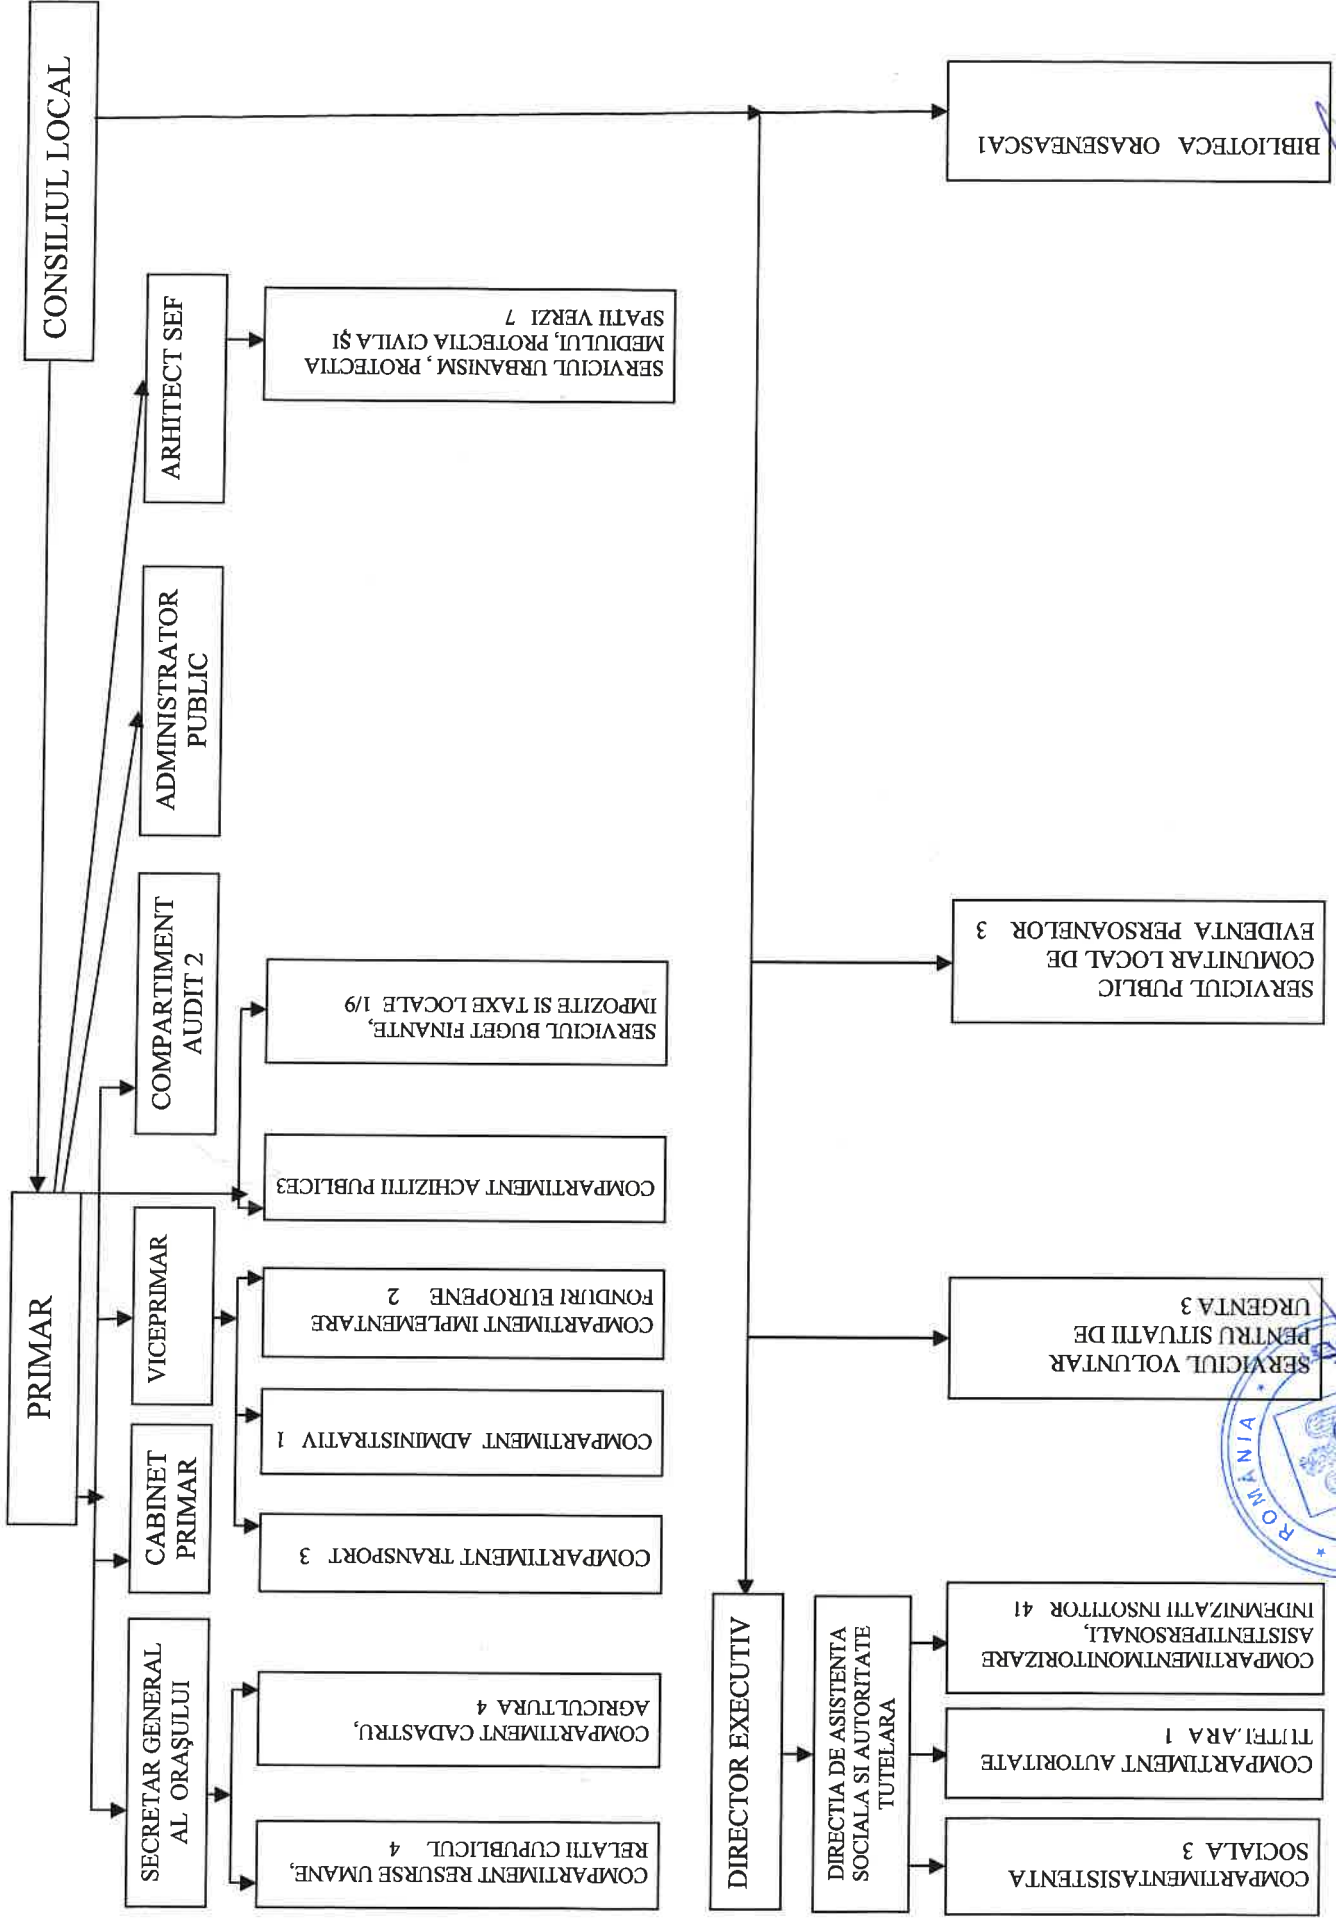 CONSILIUL LOCAL
PRIMAR
SECRETAR GENERAL
AL ORAŞULUI
CABINET
PRIMAR
VICEPRIMAR
COMPARTIMENT
AUDIT 2
ADMINISTRATOR
PUBLIC
ARHITECT SEF
COMPARTIMENT RESURSE UMANE,
RELATII CUPUBLICUL 4
COMPARTIMENT CADASTRU,
AGRICULTURA 4
COMPARTIMENT TRANSPORT 3
COMPARTIMENT ADMINISTRATIV 1
COMPARTIMENT IMPLEMENTARE
FONDURI EUROPENE 2
COMPARTIMENT ACHIZITII PUBLICE3
SERVICIUL BUGET FINANTE,
IMPOZITE SI TAXE LOCALE 1/9
SERVICIUL URBANISM , PROTECTIA
MEDIULUI, PROTECTIA CIVILA ŞI
SPATII VERZI 7
DIRECTOR EXECUTIV
DIRECTIA DE ASISTENTA
SOCIALA SI AUTORITATE
TUTELARA
COMPARTIMENTASISTENTA
SOCIALA 3
COMPARTIMENT AUTORITATE
TUTELARA 1
COMPARTIMENTMONITORIZARE
ASISTENTIPERSONALI,
INDEMNIZATII INSOTITOR 41
SERVICIUL VOLUNTAR
PENTRU SITUATII DE
URGENTA 3
SERVICIUL PUBLIC
COMUNITAR LOCAL DE
EVIDENTA PERSOANELOR 3
BIBLIOTECA ORASENEASCA1
* ROMÂNIA *